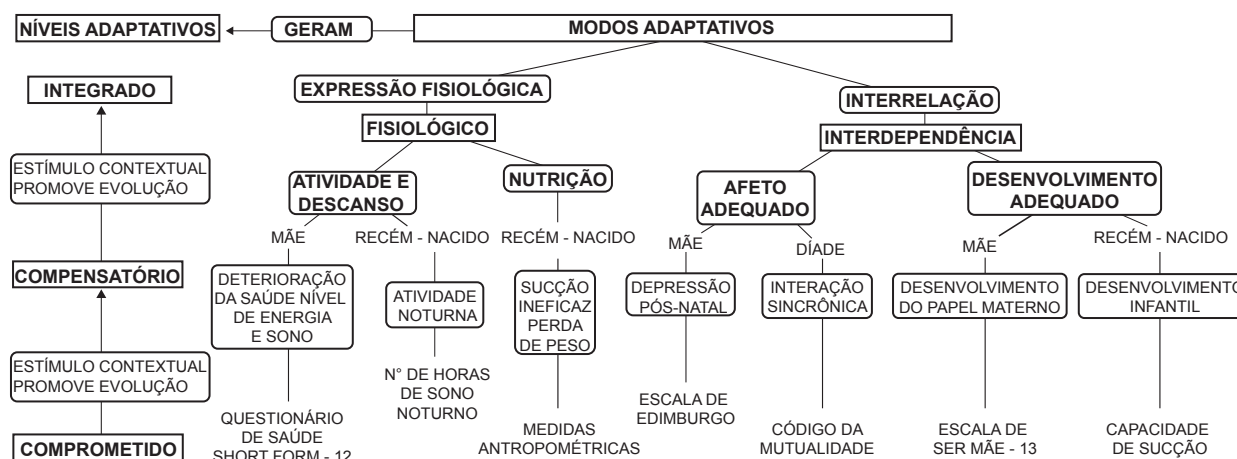 NÍVEIS ADAPTATIVOS
GERAM
MODOS ADAPTATIVOS
INTEGRADO
ESTÍMULO CONTEXTUAL
PROMOVE EVOLUÇÃO
COMPENSATÓRIO
ESTÍMULO CONTEXTUAL
PROMOVE EVOLUÇÃO
COMPROMETIDO
EXPRESSÃO FISIOLÓGICA
FISIOLÓGICO
ATIVIDADE E
DESCANSO
NUTRIÇÃO
MÃE
RECÉM - NACIDO
RECÉM - NACIDO
DETERIORAÇÃO
DA SAÚDE NÍVEL
DE ENERGIA
E SONO
ATIVIDADE
NOTURNA
SUCÇÃO
INEFICAZ
PERDA
DE PESO
QUESTIONÁRIO
DE SAÚDE
SHORT FORM - 12
N° DE HORAS
DE SONO
NOTURNO
MEDIDAS
ANTROPOMÉTRICAS
INTERRELAÇÃO
INTERDEPENDÊNCIA
AFETO
ADEQUADO
DESENVOLVIMENTO
ADEQUADO
MÃE
DÍADE
MÃE
RECÉM - NACIDO
DEPRESSÃO
PÓS-NATAL
INTERAÇÃO
SINCRÔNICA
DESENVOLVIMENTO
DO PAPEL MATERNO
DESENVOLVIMENTO
INFANTIL
ESCALA DE
EDIMBURGO
CÓDIGO DA
MUTUALIDADE
ESCALA DE
SER MÃE - 13
CAPACIDADE
DE SUCÇÃO